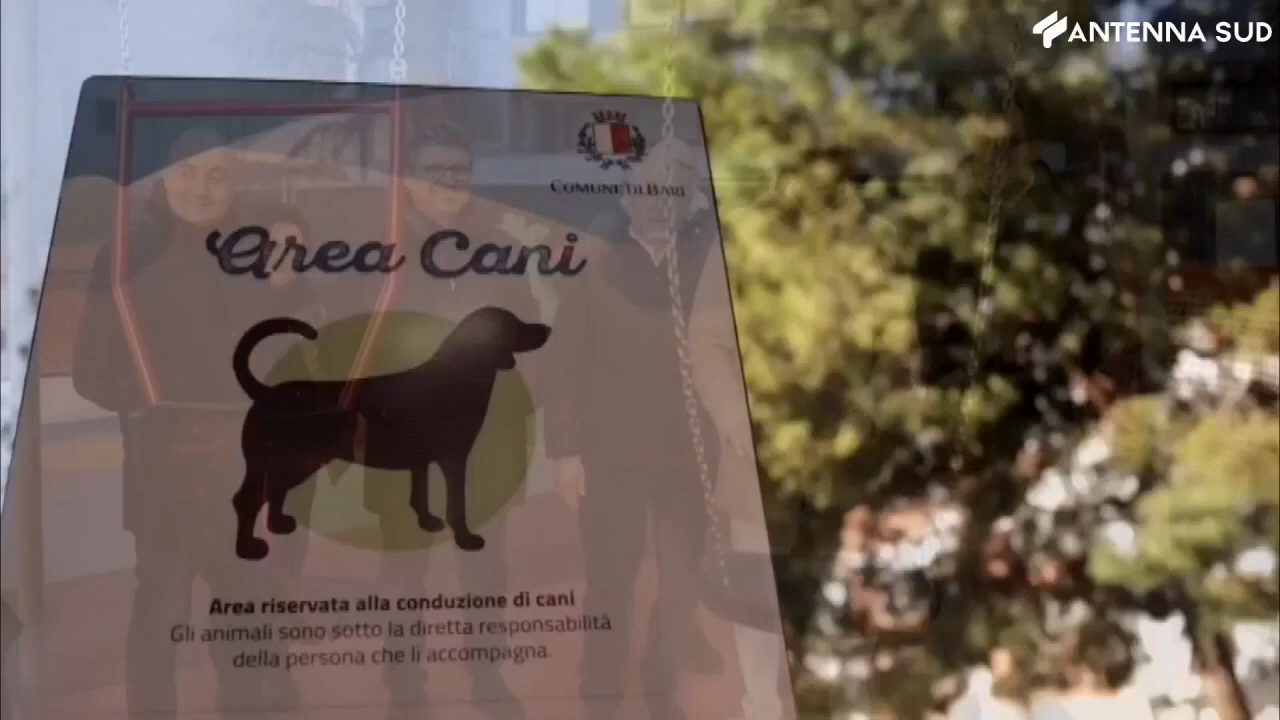 ANTENNA SUD
COMUNE DI BARI
Area Cani
Area riservata alla conduzione di cani
Gli animali sono sotto la diretta responsabilità
della persona che li accompagna.